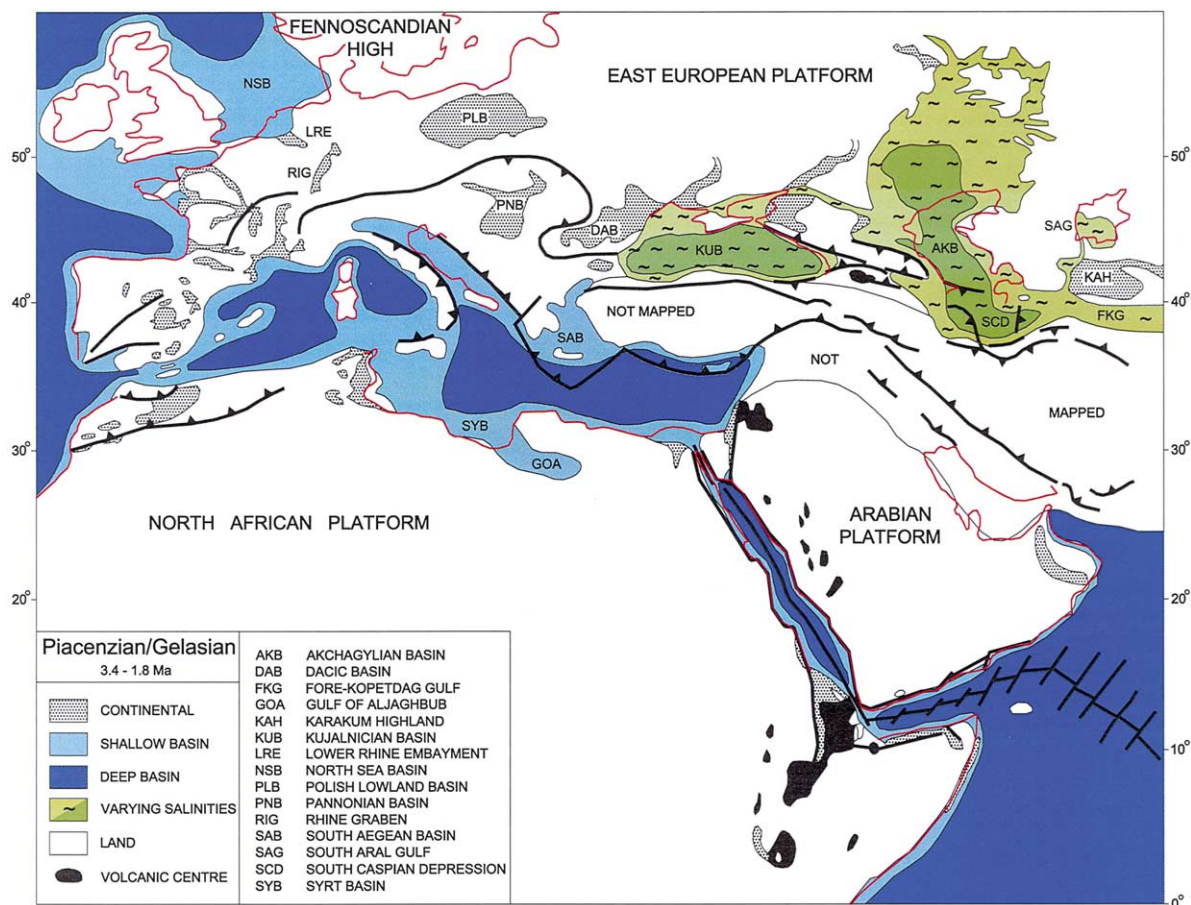 FENNOSCANDIAN
HIGH
NSB
EAST EUROPEAN PLATFORM
PLB
LRE
50°
50°
RIG
PNB
DAB
SAG
KUB
AKB
KAH
40°
40°
NOT MAPPED
SCD
FKG
SAB
NOT
MAPPED
SYB
30°
30°
GOA
NORTH AFRICAN PLATFORM
ARABIAN
PLATFORM
20°
20°
10°
0°
Piacenzian/Gelasian
3.4 - 1.8 Ma
CONTINENTAL
SHALLOW BASIN
DEEP BASIN
VARYING SALINITIES
LAND
VOLCANIC CENTRE
AKB AKCHAGYLIAN BASIN
DAB DACIC BASIN
FKG FORE-KOPETDAG GULF
GOA GULF OF ALJAGHBUB
KAH KARAKUM HIGHLAND
KUB KUJALNICIAN BASIN
LRE LOWER RHINE EMBAYMENT
NSB NORTH SEA BASIN
PLB POLISH LOWLAND BASIN
PNB PANNONIAN BASIN
RIG RHINE GRABEN
SAB SOUTH AEGEAN BASIN
SAG SOUTH ARAL GULF
SCD SOUTH CASPIAN DEPRESSION
SYB SYRT BASIN